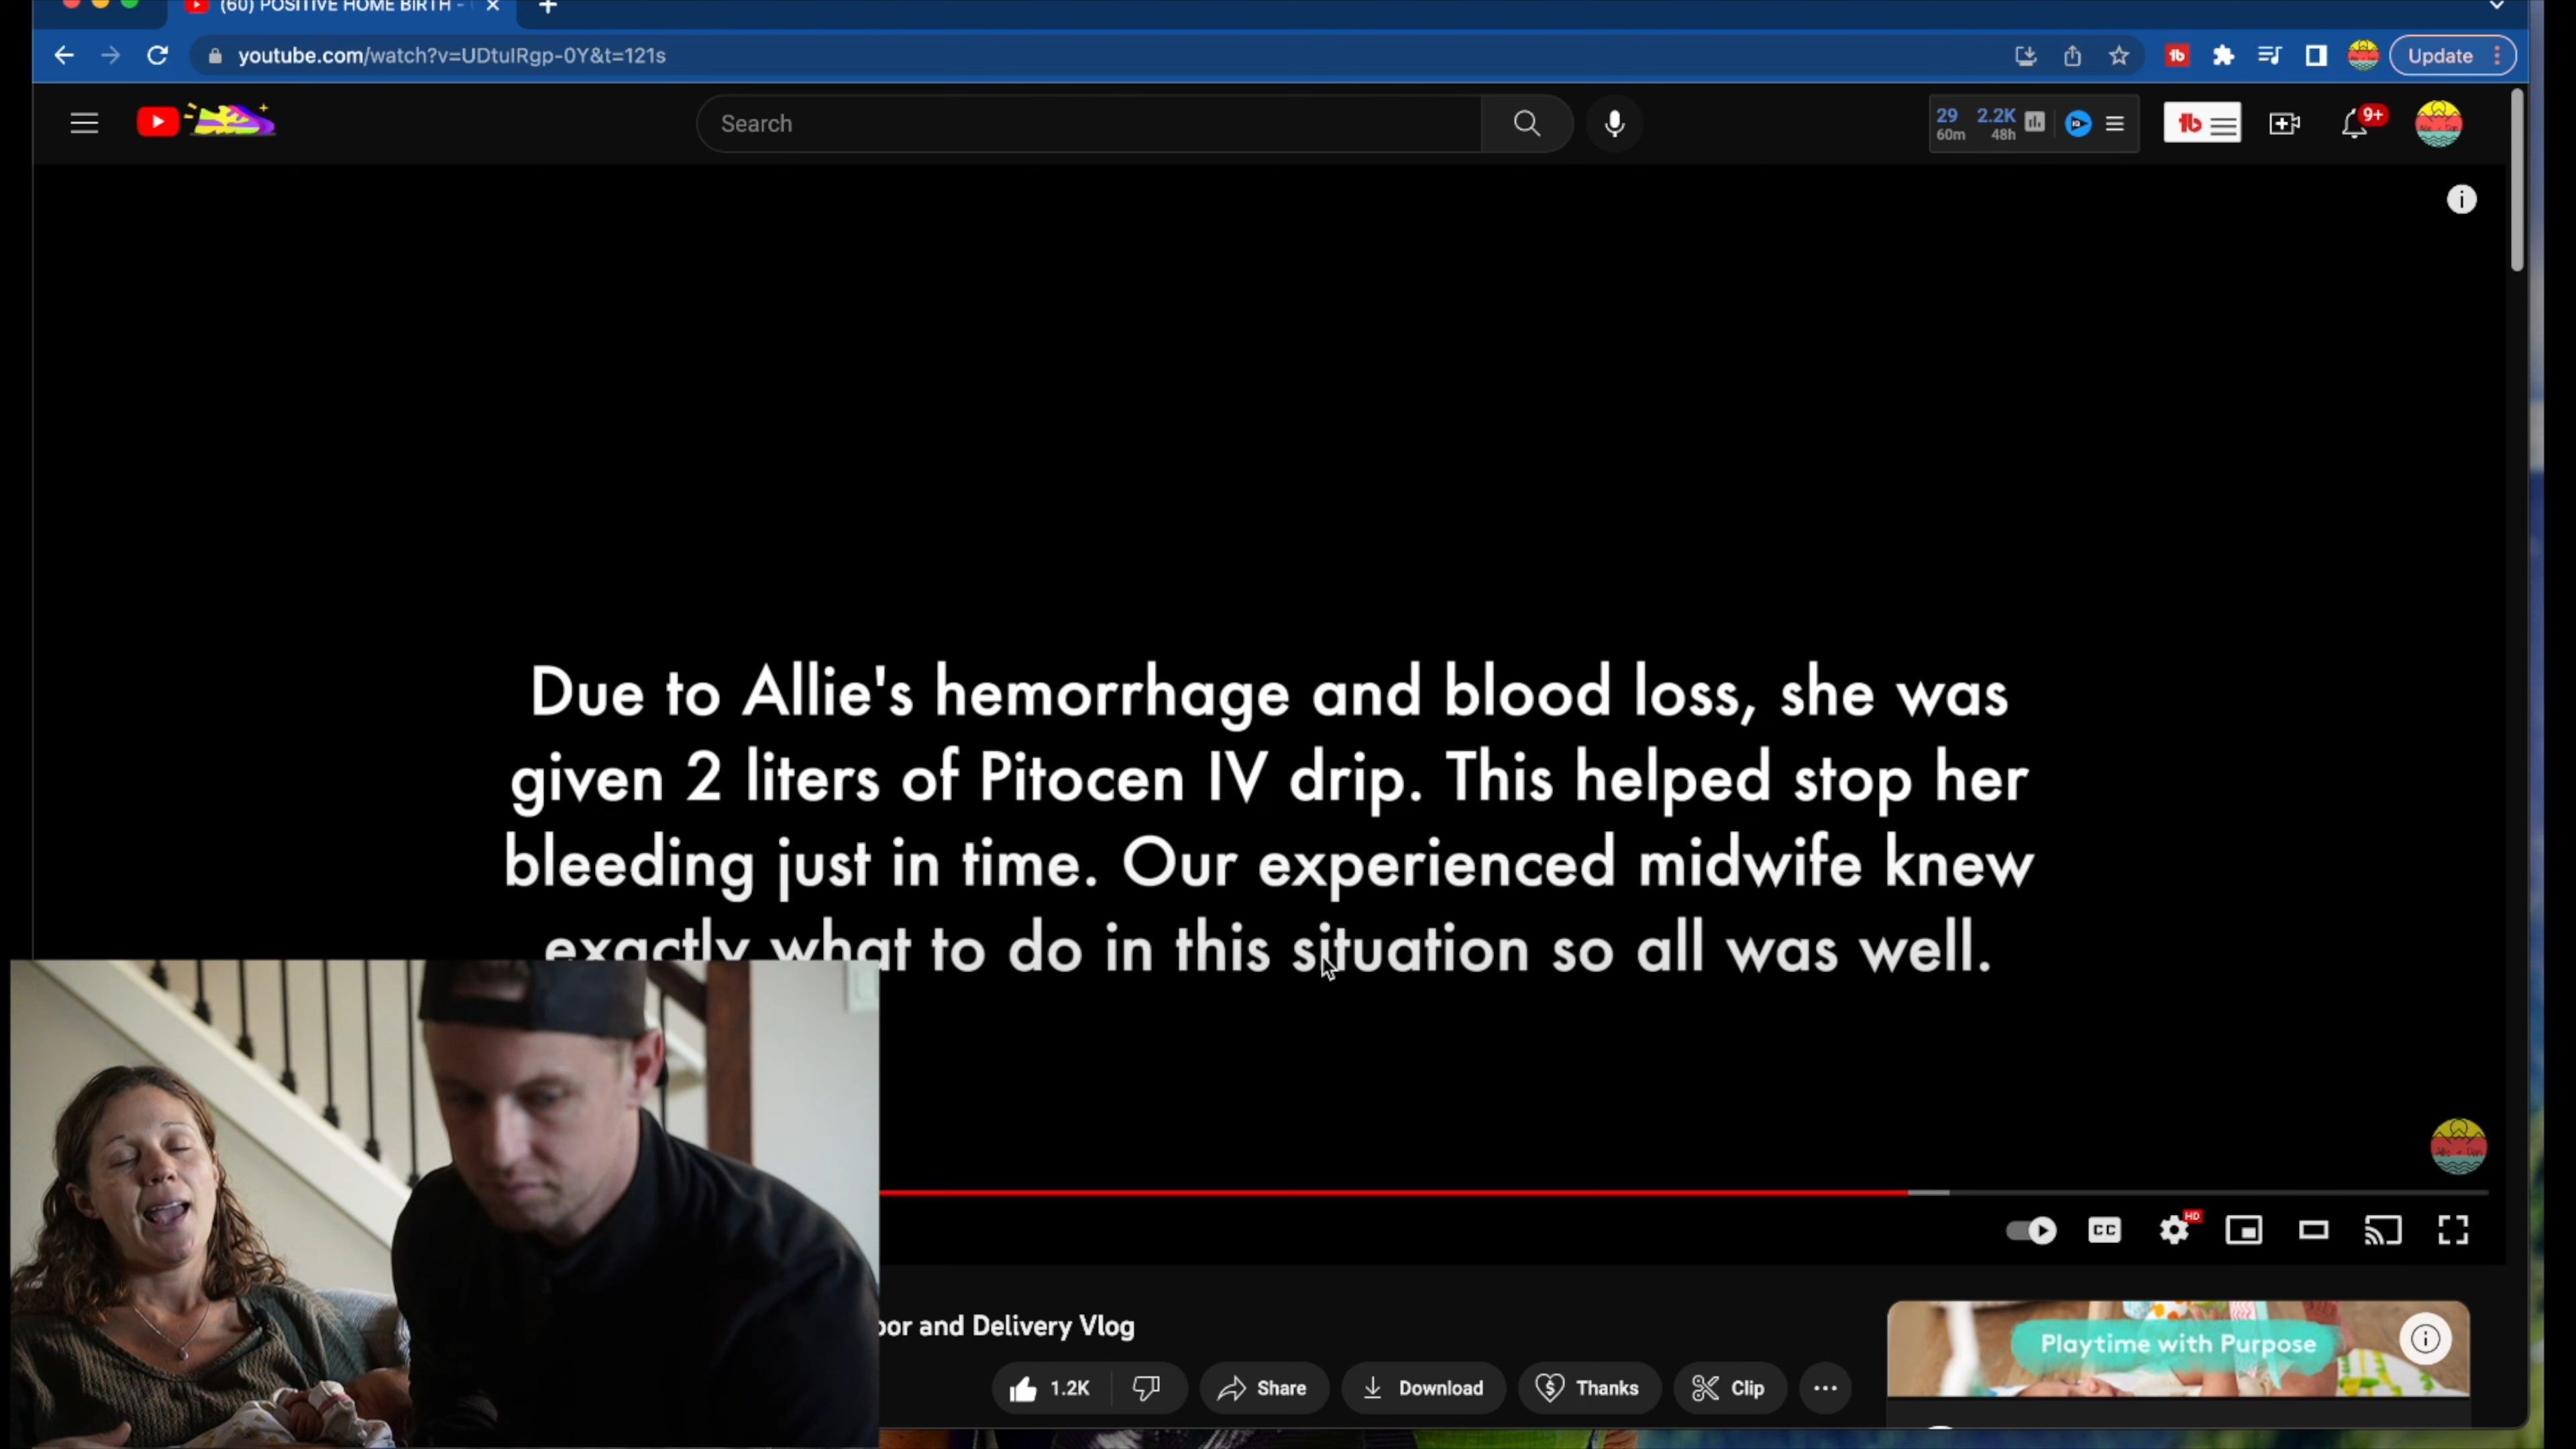 (60) POSITIVE HOME BIRTH -
youtube.com/watch?v=UDtuIRgp-0Y&t=121s
Update
Search
29 2.2K
60m 48h
9+
Due to Allie's hemorrhage and blood loss, she was
given 2 liters of Pitocen IV drip. This helped stop her
bleeding just in time. Our experienced midwife knew
exactly what to do in this situation so all was well.
CC
HD
and Delivery Vlog
Playtime with Purpose
1.2K
Share
Download
Thanks
Clip